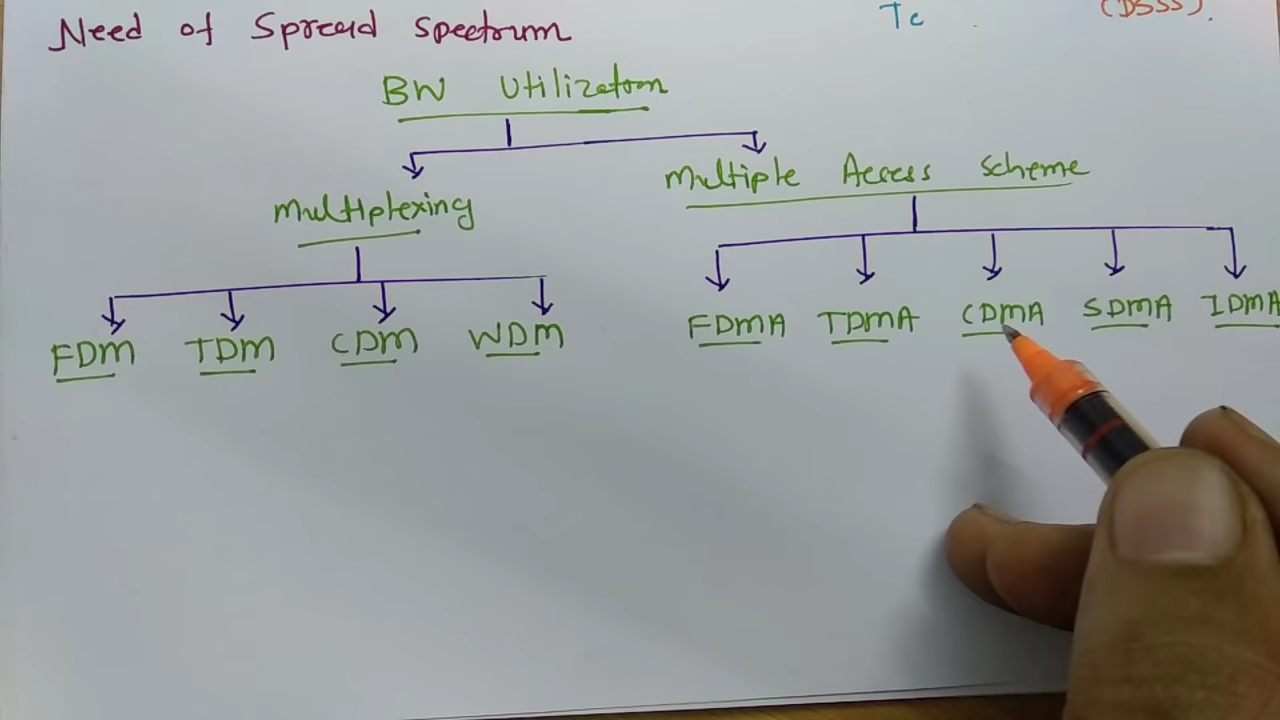 Need of Spread Spectrum
Tc
(DSSS).
BW Utilization
Multiplexing
Multiple Access Scheme
FDM TDM CDM WDM
FDMA TDMA CDMA SDMA IDMA